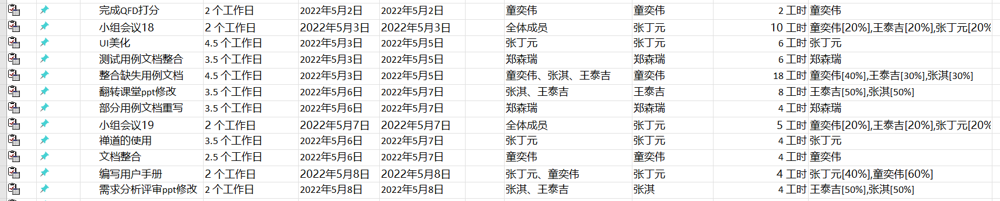 完成QFD打分 2 个工作日 2022年5月2日 2022年5月2日 童奕伟 童奕伟 2 工时 童奕伟
小组会议18 2 个工作日 2022年5月3日 2022年5月3日 全体成员 张丁元 10 工时 童奕伟[20%],王泰吉[20%],张丁元[20%
UI美化 4.5 个工作日 2022年5月3日 2022年5月5日 张丁元 张丁元 6 工时 张丁元
测试用例文档整合 3.5 个工作日 2022年5月3日 2022年5月5日 郑森瑞 郑森瑞 6 工时 郑森瑞
整合缺失用例文档 4.5 个工作日 2022年5月3日 2022年5月5日 童奕伟、张淇、王泰吉 童奕伟 18 工时 童奕伟[40%],王泰吉[30%],张淇[30%]
翻转课堂ppt修改 3.5 个工作日 2022年5月6日 2022年5月7日 张淇、王泰吉 王泰吉 8 工时 王泰吉[50%],张淇[50%]
部分用例文档重写 3.5 个工作日 2022年5月6日 2022年5月7日 郑森瑞 郑森瑞 4 工时 郑森瑞
小组会议19 2 个工作日 2022年5月7日 2022年5月7日 全体成员 张丁元 5 工时 童奕伟[20%],王泰吉[20%],张丁元[20%
禅道的使用 3.5 个工作日 2022年5月6日 2022年5月7日 张丁元 张丁元 4 工时 张丁元
文档整合 2.5 个工作日 2022年5月6日 2022年5月7日 童奕伟 童奕伟 4 工时 童奕伟
编写用户手册 2 个工作日 2022年5月8日 2022年5月8日 张丁元、童奕伟 张丁元 4 工时 张丁元[40%],童奕伟[60%]
需求分析评审ppt修改 2 个工作日 2022年5月8日 2022年5月8日 张淇、王泰吉 张淇 4 工时 王泰吉[50%],张淇[50%]